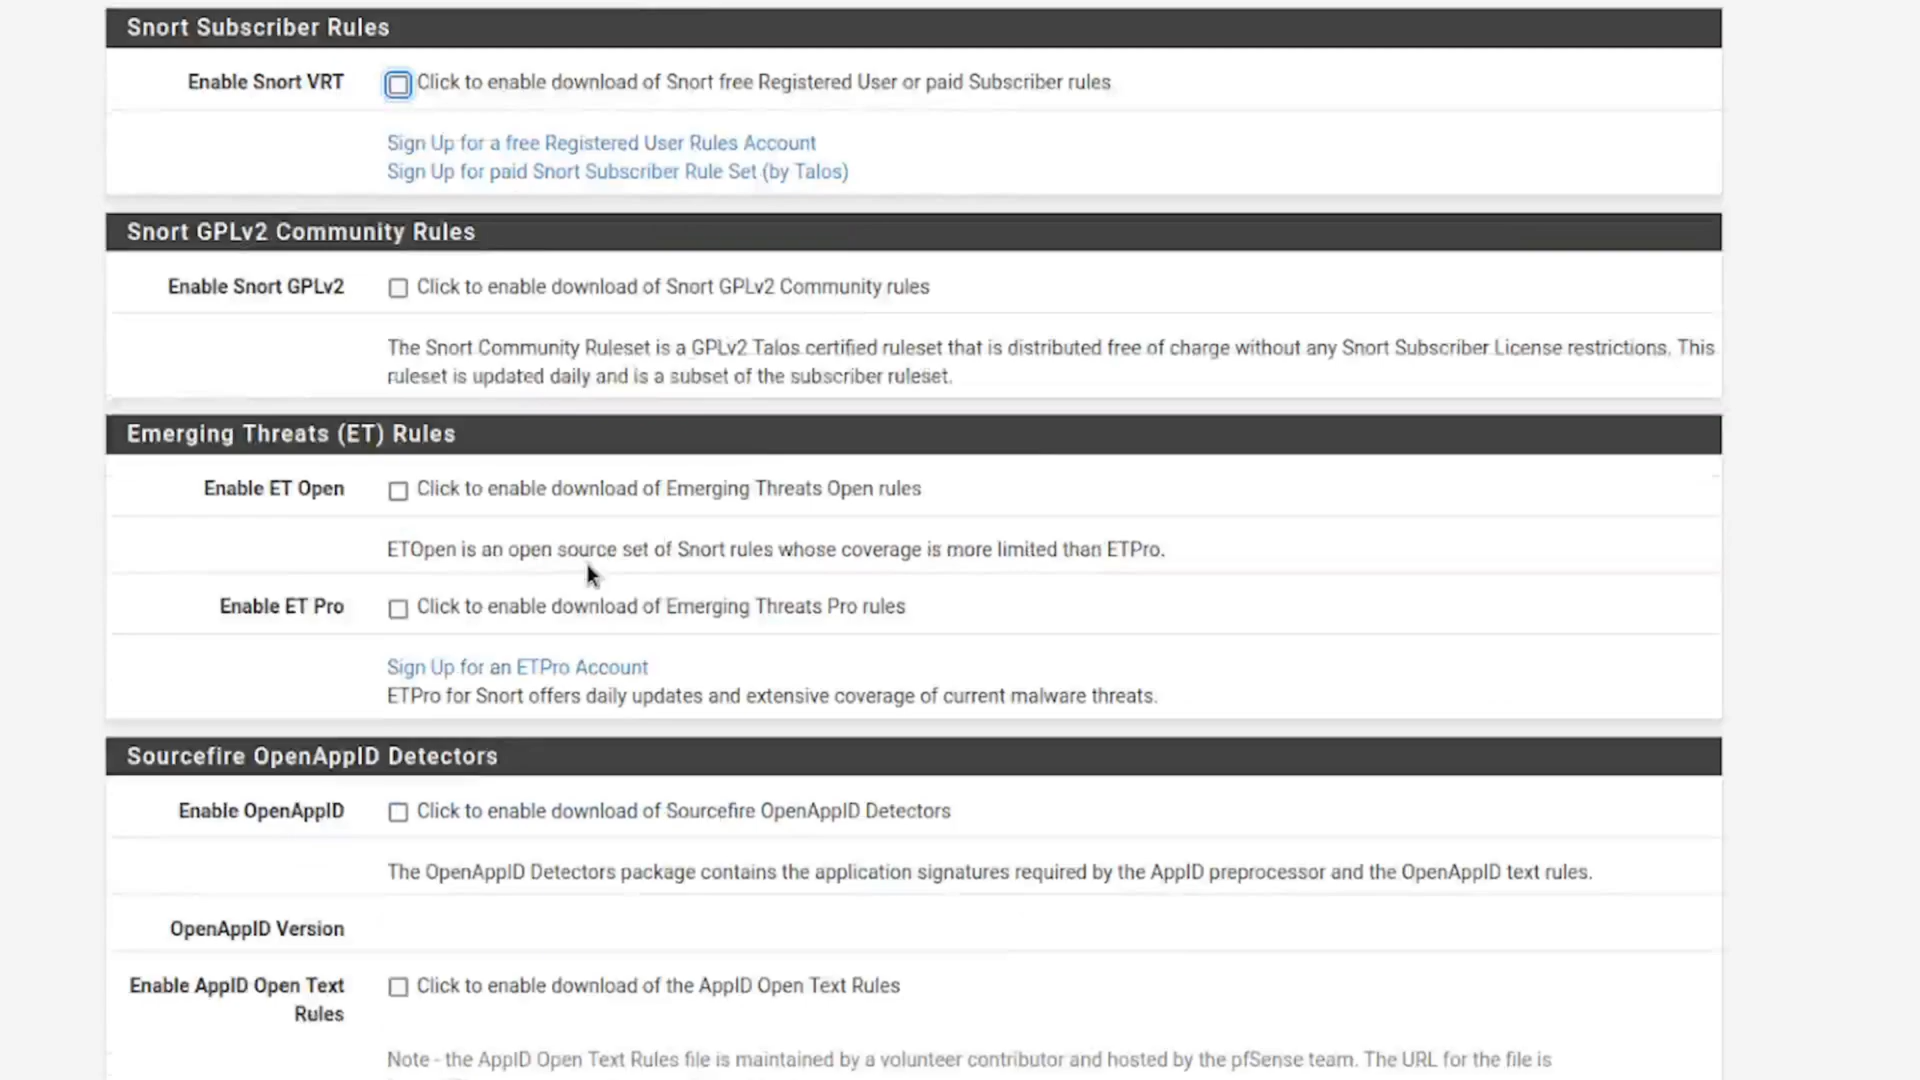 Snort Subscriber Rules
Enable Snort VRT Click to enable download of Snort free Registered User or paid Subscriber rules
Sign Up for a free Registered User Rules Account
Sign Up for paid Snort Subscriber Rule Set (by Talos)
Snort GPLv2 Community Rules
Enable Snort GPLv2 Click to enable download of Snort GPLv2 Community rules
The Snort Community Ruleset is a GPLv2 Talos certified ruleset that is distributed free of charge without any Snort Subscriber License restrictions. This
ruleset is updated daily and is a subset of the subscriber ruleset.
Emerging Threats (ET) Rules
Enable ET Open Click to enable download of Emerging Threats Open rules
ETOpen is an open source set of Snort rules whose coverage is more limited than ETPro.
Enable ET Pro Click to enable download of Emerging Threats Pro rules
Sign Up for an ETPro Account
ETPro for Snort offers daily updates and extensive coverage of current malware threats.
Sourcefire OpenAppID Detectors
Enable OpenAppID Click to enable download of Sourcefire OpenAppID Detectors
The OpenAppID Detectors package contains the application signatures required by the AppID preprocessor and the OpenAppID text rules.
OpenAppID Version
Enable AppID Open Text Click to enable download of the AppID Open Text Rules
Rules
Note - the AppID Open Text Rules file is maintained by a volunteer contributor and hosted by the pfSense team. The URL for the file is